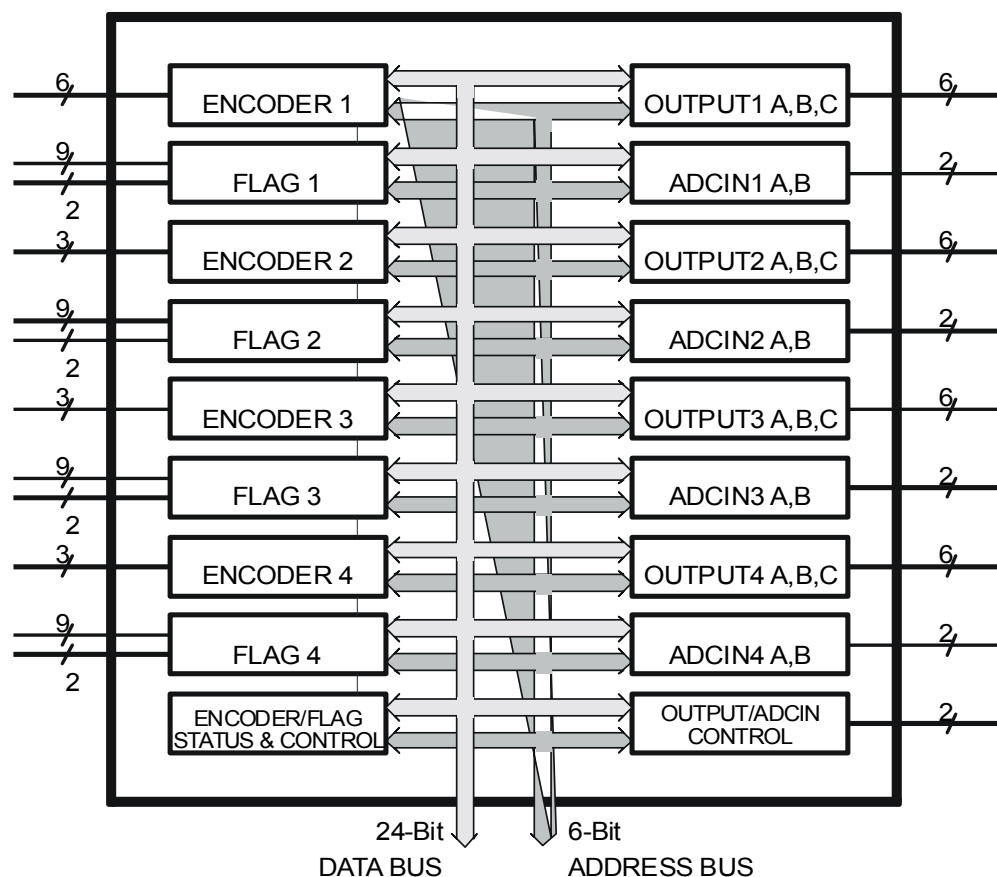 6
ENCODER 1
OUTPUT1 A,B,C
6
9
2
FLAG 1
ADCIN1 A,B
2
3
ENCODER 2
OUTPUT2 A,B,C
6
9
2
FLAG 2
ADCIN2 A,B
2
3
ENCODER 3
OUTPUT3 A,B,C
6
9
2
FLAG 3
ADCIN3 A,B
2
3
ENCODER 4
OUTPUT4 A,B,C
6
9
2
FLAG 4
ADCIN4 A,B
2
ENCODER/FLAG
STATUS & CONTROL
OUTPUT/ADCIN
CONTROL
2
24-Bit
DATA BUS
6-Bit
ADDRESS BUS